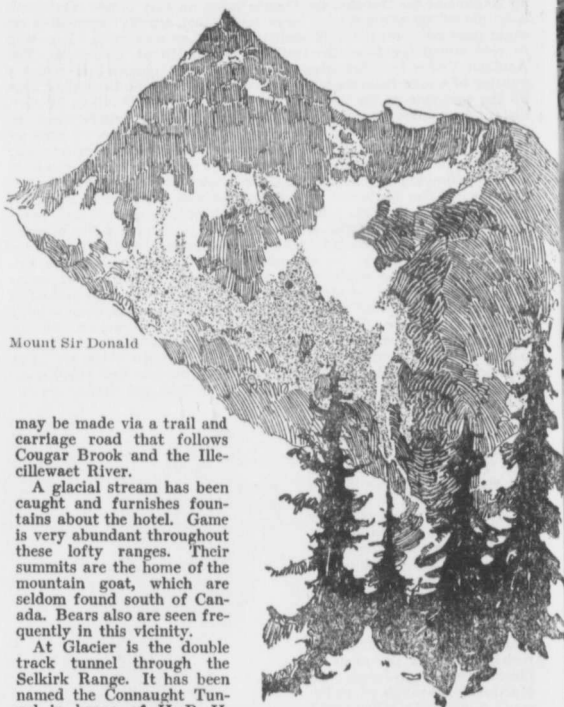 Mount Sir Donald
may be made via a trail and
carriage road that follows
Cougar Brook and the Ille-
cillewaet River.
A glacial stream has been
caught and furnishes foun-
tains about the hotel. Game
is very abundant throughout
these lofty ranges. Their
summits are the home of the
mountain goat, which are
seldom found south of Can-
ada. Bears also are seen fre-
quently in this vicinity.
At Glacier is the double
track tunnel through the
Selkirk Range. It has been
named the Connaught Tun-